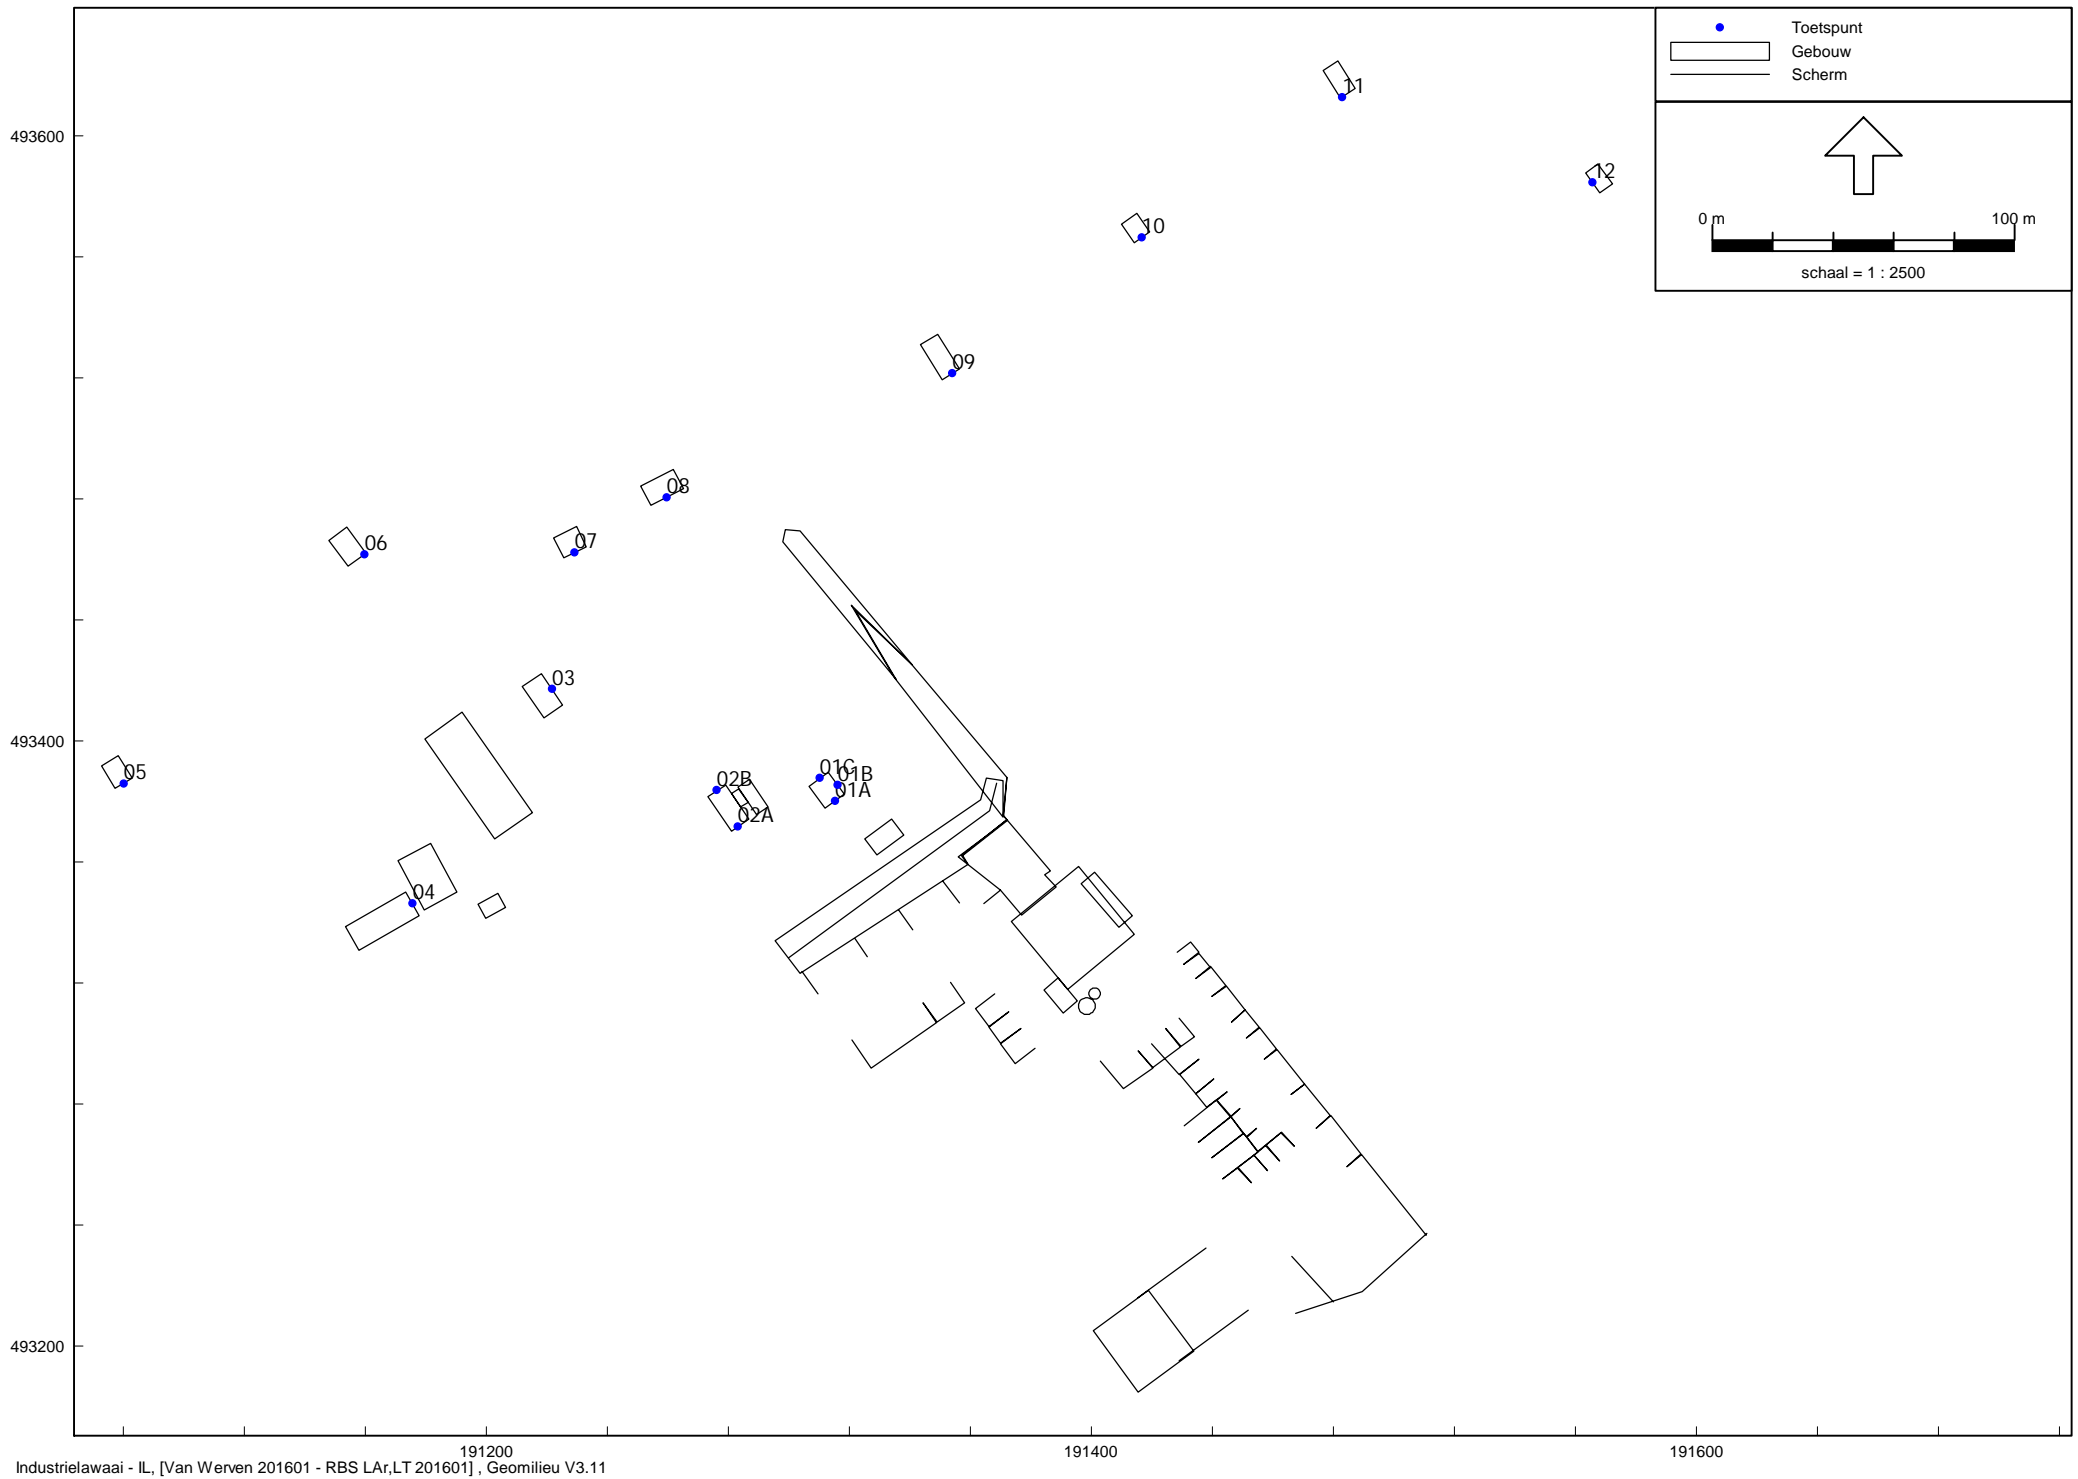 Toetspunt
Gebouw
Scherm
0 m 100 m
schaal = 1 : 2500
11
493600
12
10
09
08
06
07
03
493400
05
02B
01C
01B
01A
02A
04
493200
191200 191400 191600
Industrielawaai - IL, [Van Werven 201601 - RBS LAr,LT 201601] , Geomilieu V3.11